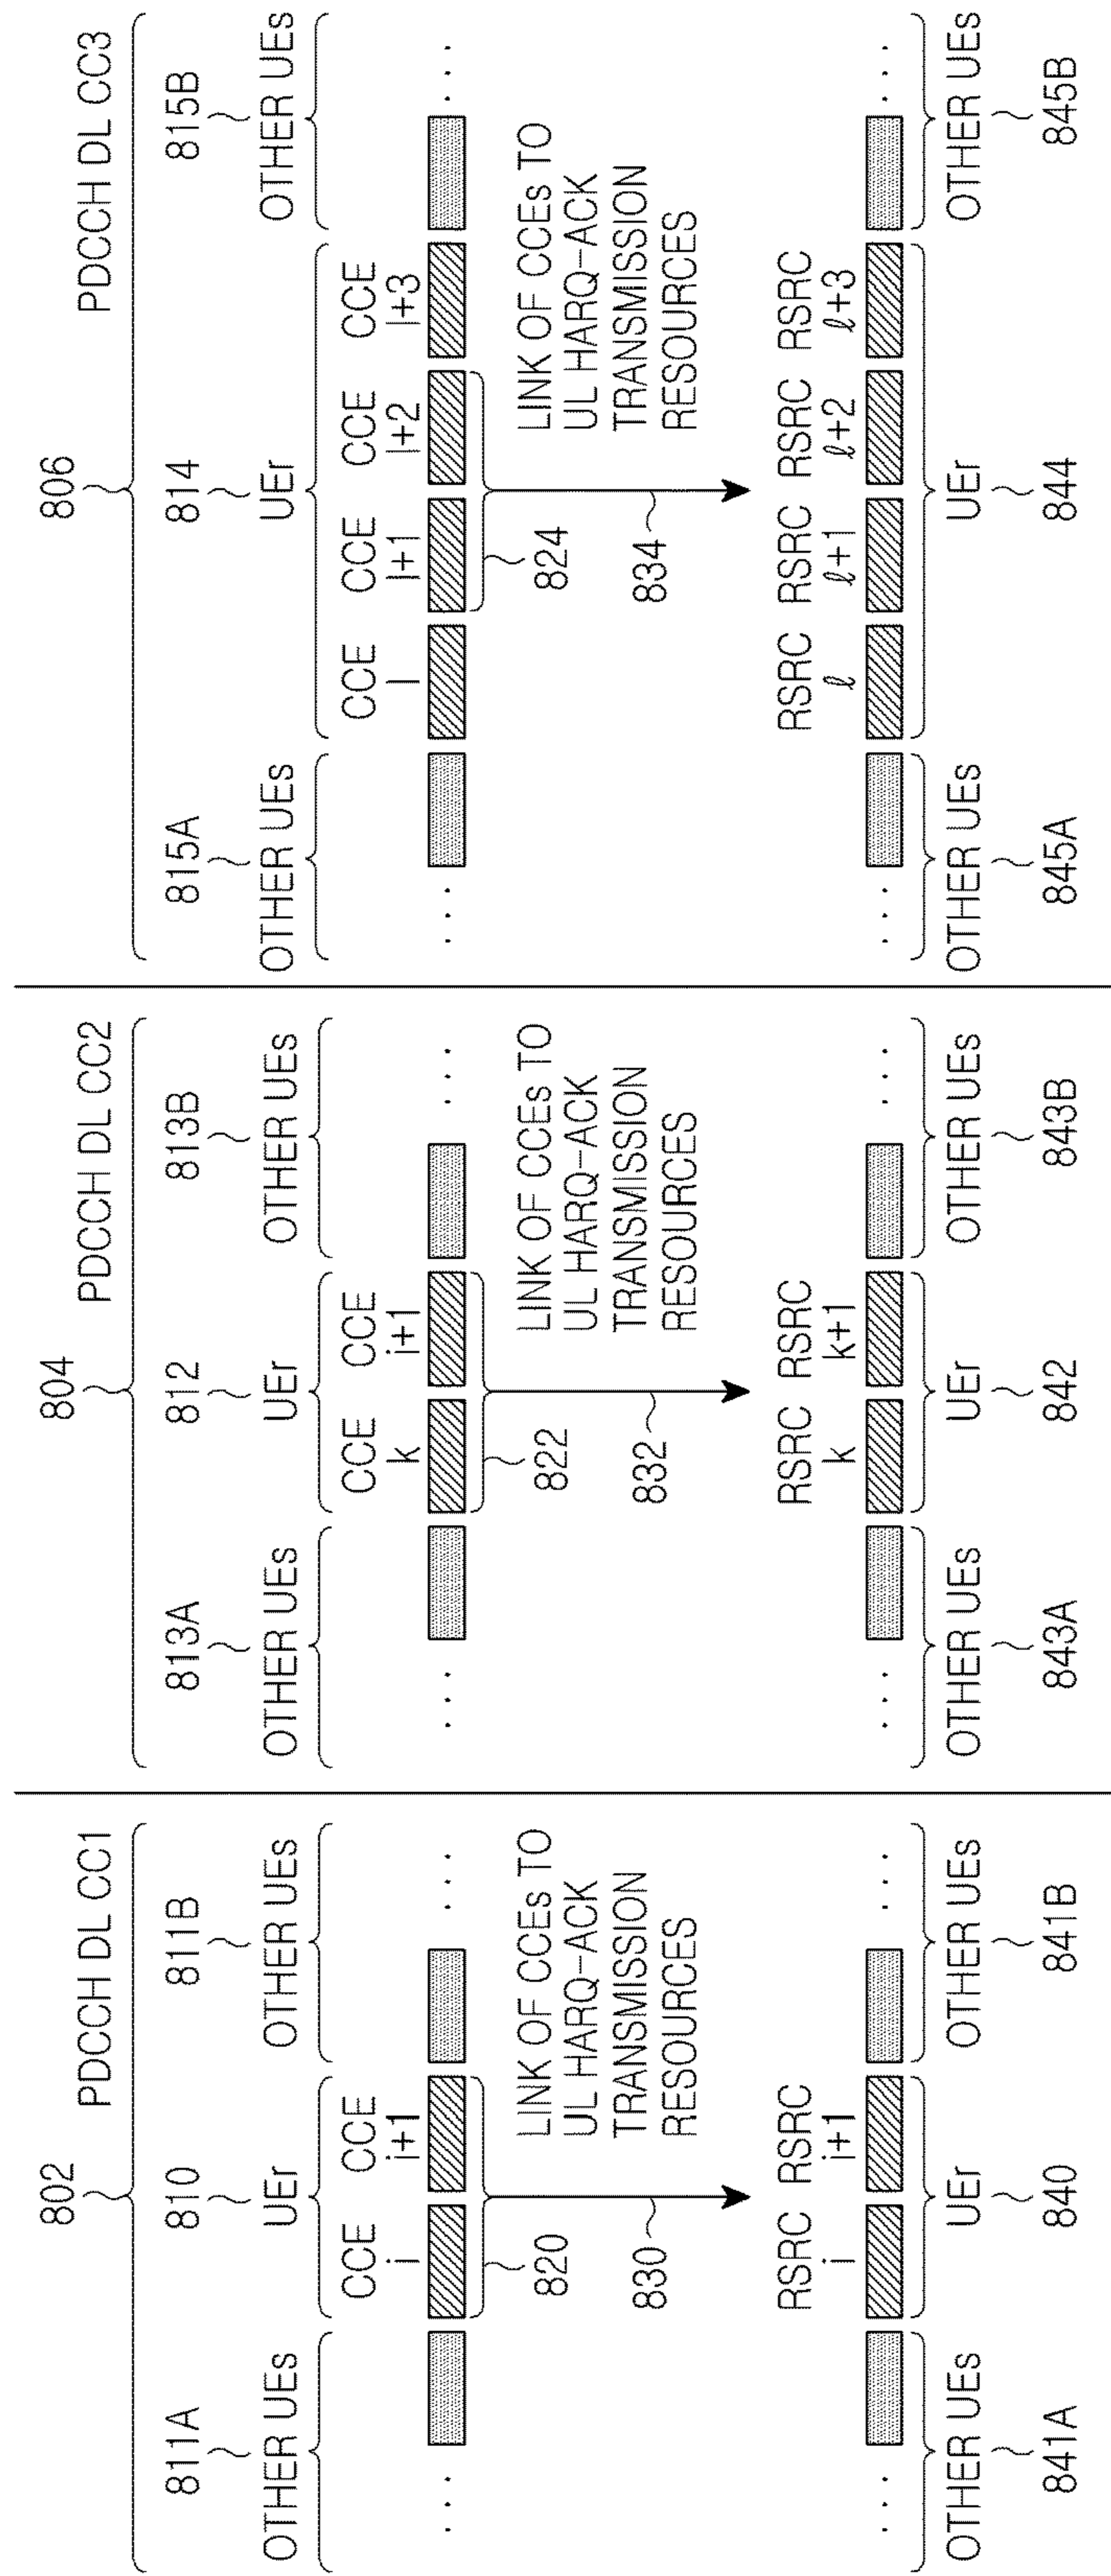 802
PDCCH DL CC1
811A
810
811B
OTHER UEs
UEr
OTHER UEs
CCE
i
CCE
i+1
. . .
. . .
820
LINK OF CCEs TO
UL HARQ-ACK
TRANSMISSION
RESOURCES
830
RSRC
i
RSRC
i+1
. . .
. . .
OTHER UEs
UEr
OTHER UEs
841A
840
841B
804
PDCCH DL CC2
813A
812
813B
OTHER UEs
UEr
OTHER UEs
CCE
k
CCE
i+1
. . .
. . .
822
LINK OF CCEs TO
UL HARQ-ACK
TRANSMISSION
RESOURCES
832
RSRC
k
RSRC
k+1
. . .
. . .
OTHER UEs
UEr
OTHER UEs
843A
842
843B
806
PDCCH DL CC3
815A
814
815B
OTHER UEs
UEr
OTHER UEs
CCE
l
CCE
l+1
CCE
l+2
CCE
l+3
. . .
. . .
824
LINK OF CCEs TO
UL HARQ-ACK
TRANSMISSION
RESOURCES
834
RSRC
ℓ
RSRC
ℓ+1
RSRC
ℓ+2
RSRC
ℓ+3
. . .
. . .
OTHER UEs
UEr
OTHER UEs
845A
844
845B